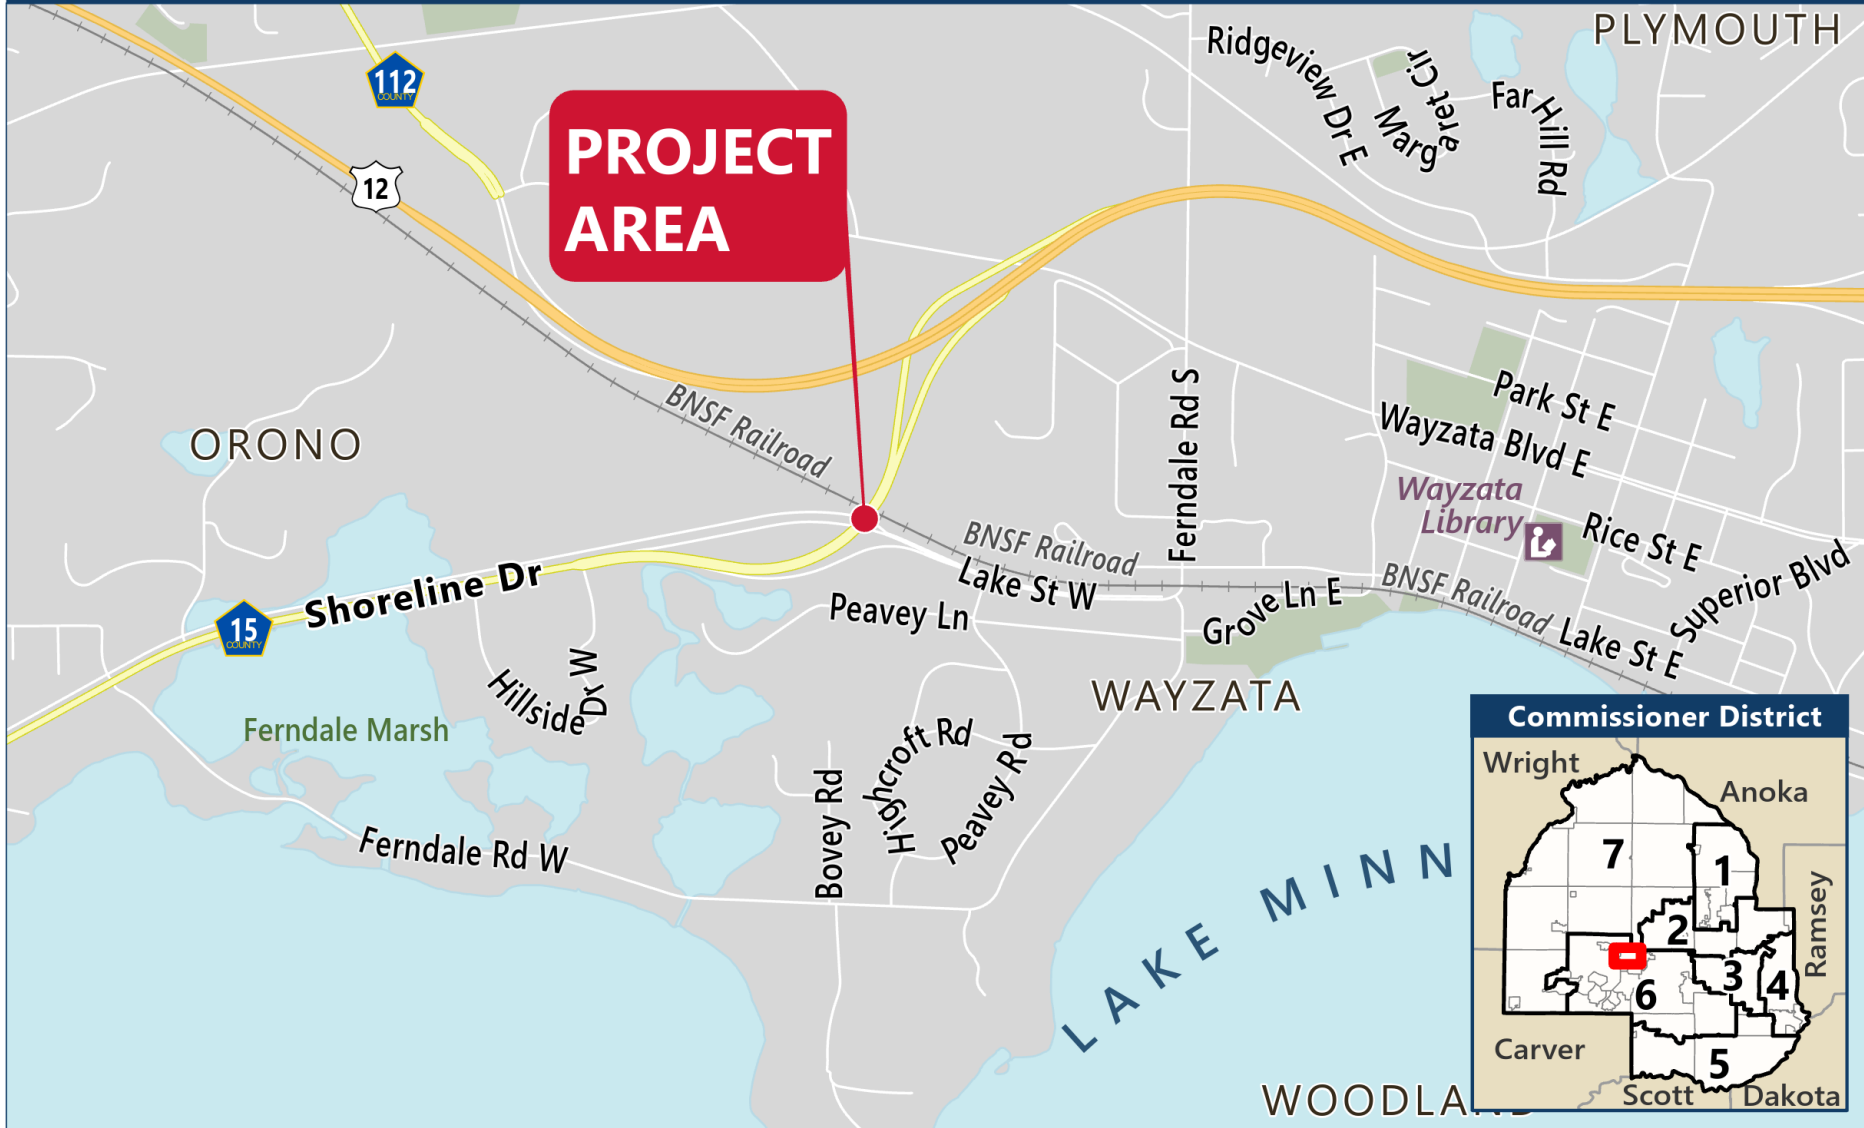 PLYMOUTH
Ridgeview Dr E
Margaret Cir
Far Hill Rd
112
COUNTY
12
PROJECT
AREA
BNSF Railroad
ORONO
Ferndale Rd S
Park St E
Wayzata Blvd E
Wayzata
Library
Rice St E
BNSF Railroad
Lake St W
BNSF Railroad
Superior Blvd
Grove Ln E
Lake St E
Shoreline Dr
15
COUNTY
Peavey Ln
Hillside Dr W
WAYZATA
Ferndale Marsh
Highcroft Rd
Peavey Rd
Bovey Rd
Ferndale Rd W
LAKE MINN
WOODLAND
Commissioner District
Wright
Anoka
7
1
2
Ramsey
3
4
6
Carver
5
Scott
Dakota